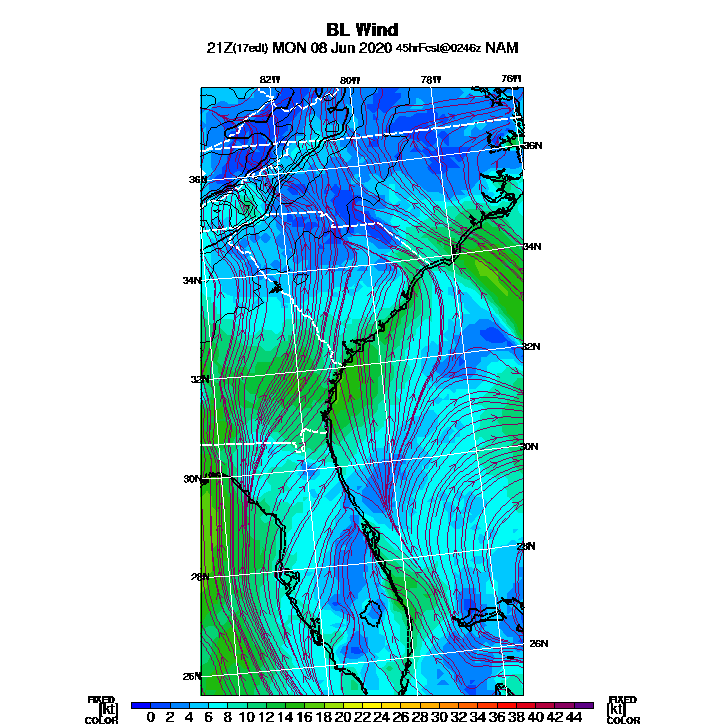 BL Wind
21Z(17edt) MON 08 Jun 2020 45hrFcst@0246z NAM
82W 80W 78W 76W
36N 36N
34N 34N
32N 32N
30N 30N
28N 28N
26N 26N
FIXED FIXED
[kt] 0 2 4 6 8 10 12 14 16 18 20 22 24 26 28 30 32 34 36 38 40 42 44 [kt]
COLOR COLOR